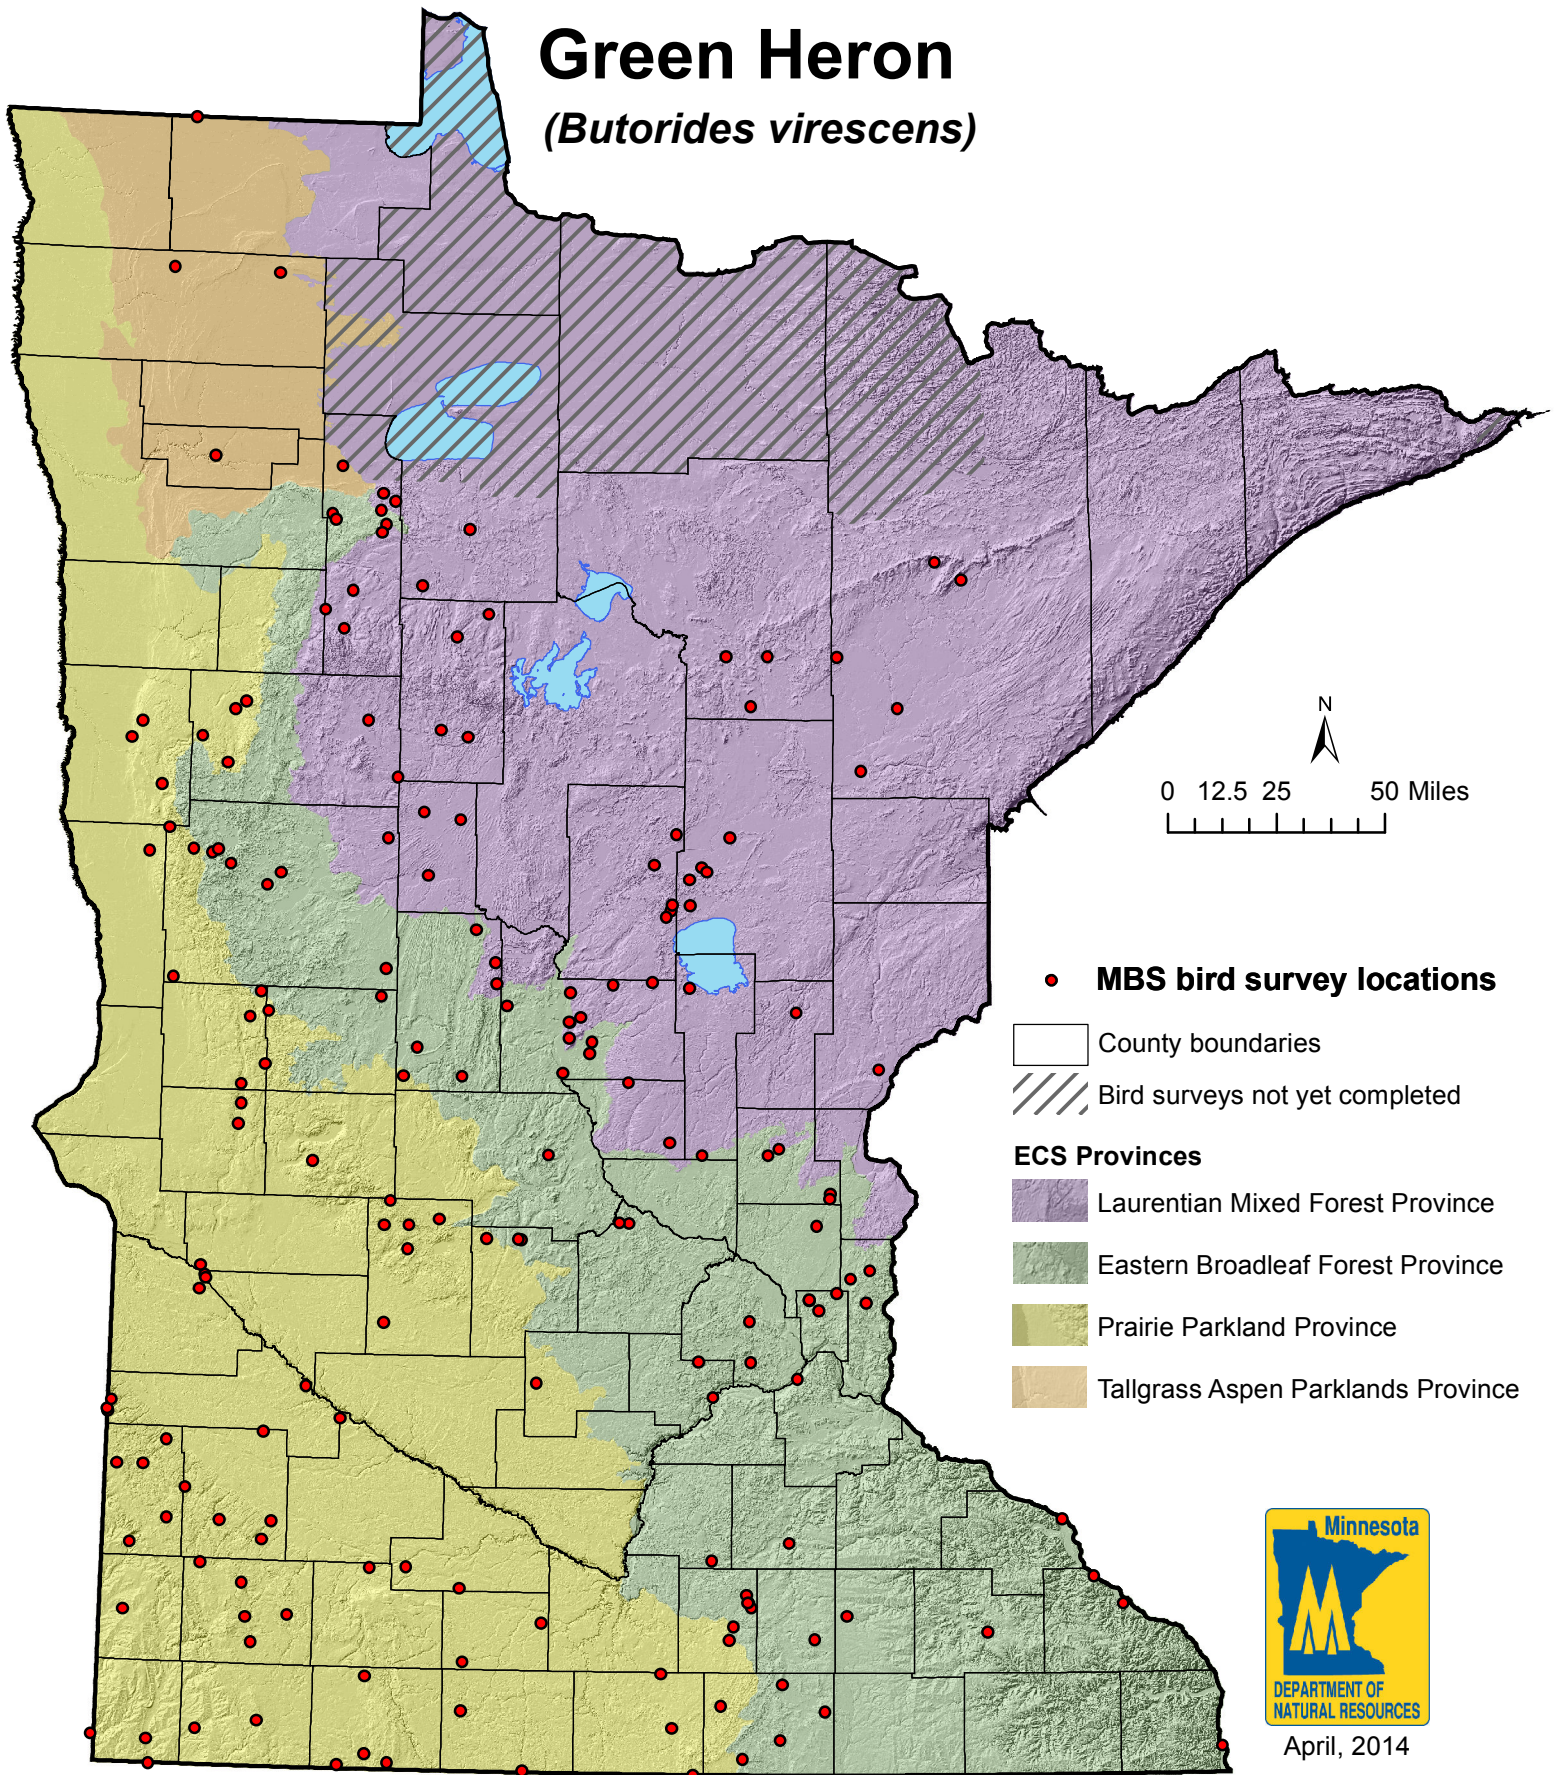 Green Heron
(Butorides virescens)
N
0 12.5 25 50 Miles
MBS bird survey locations
County boundaries
Bird surveys not yet completed
ECS Provinces
Laurentian Mixed Forest Province
Eastern Broadleaf Forest Province
Prairie Parkland Province
Tallgrass Aspen Parklands Province
Minnesota
DEPARTMENT OF
NATURAL RESOURCES
April, 2014